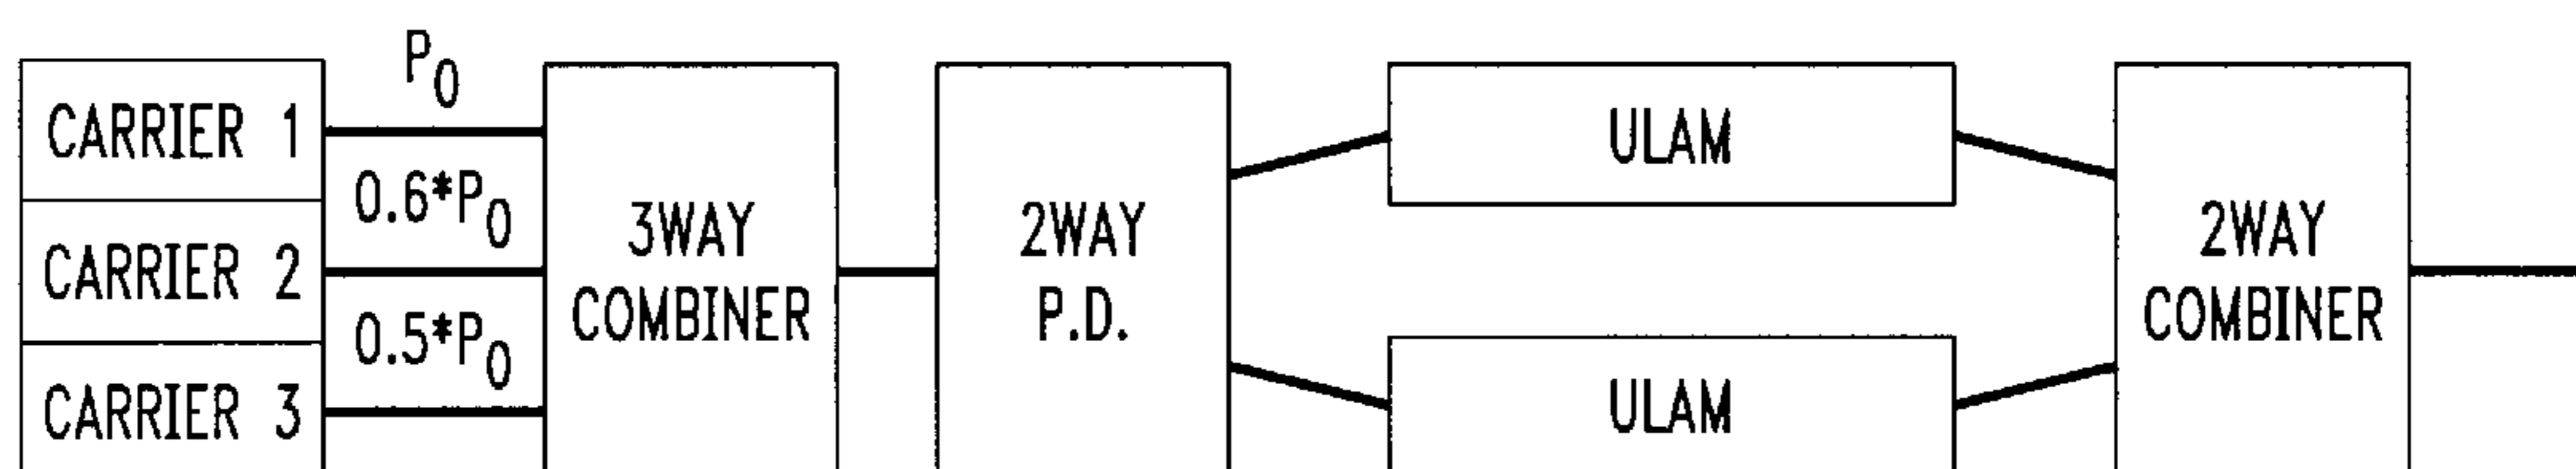 P0
CARRIER 1
0.6*P0
CARRIER 2
0.5*P0
CARRIER 3
3WAY
COMBINER
2WAY
P.D.
ULAM
ULAM
2WAY
COMBINER